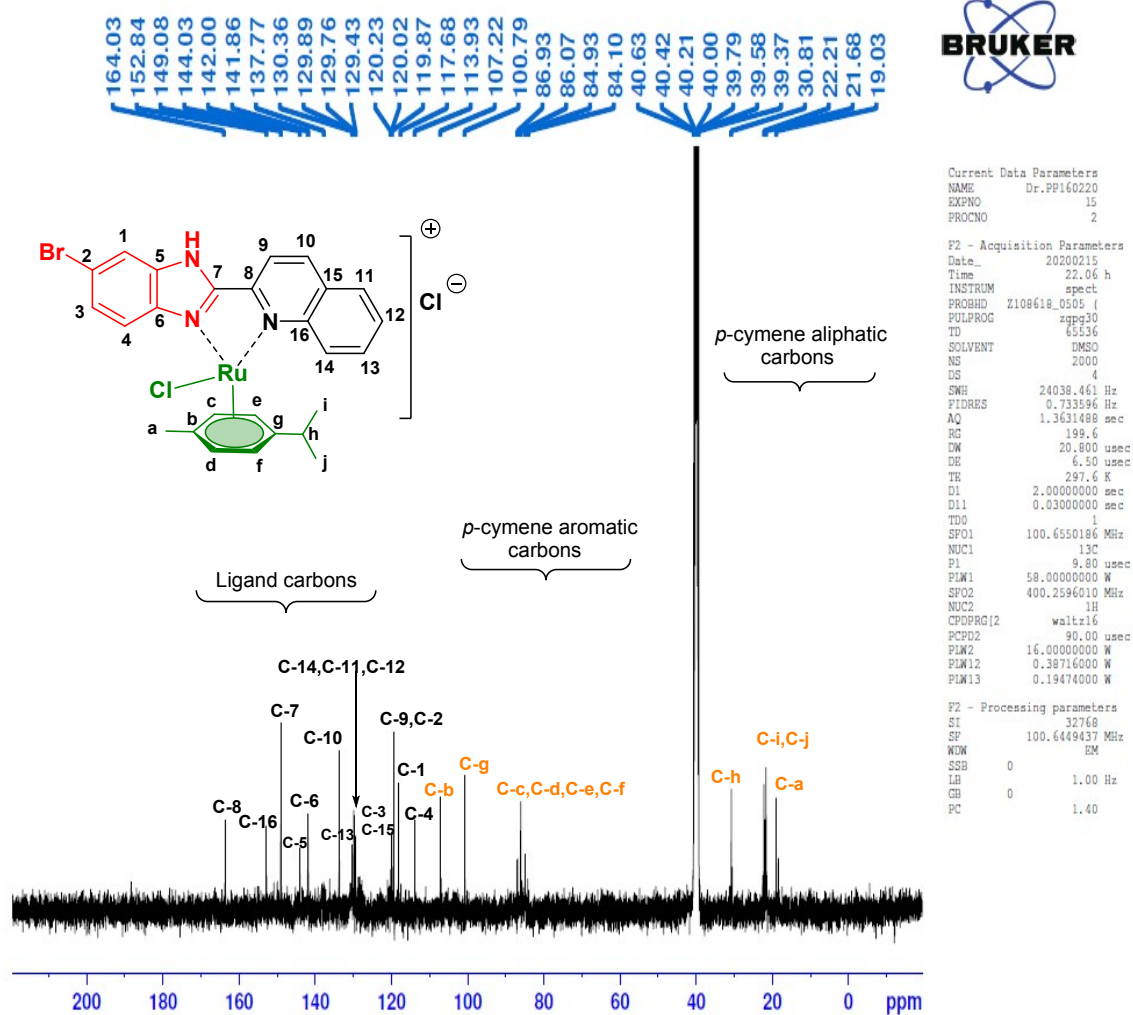 164.03
152.84
149.08
144.03
142.00
141.86
137.77
130.36
129.89
129.76
129.43
120.23
120.02
119.87
117.68
113.93
107.22
100.79
86.93
86.07
84.93
84.10
40.63
40.42
40.21
40.00
39.79
39.58
39.37
30.81
22.21
21.68
19.03
BRUKER
Current Data Parameters
NAME Dr.PP160220
EXPNO 15
PROCNO 2
F2 - Acquisition Parameters
Date_ 20200215
Time 22.06 h
INSTRUM spect
PROBHD Z108618_0505 (
PULPROG zgpg30
TD 65536
SOLVENT DMSO
NS 2000
DS 4
SWH 24038.461 Hz
FIDRES 0.733596 Hz
AQ 1.3631488 sec
RG 199.6
DW 20.800 usec
DE 6.50 usec
TE 297.6 K
D1 2.00000000 sec
D11 0.03000000 sec
TD0 1
SFO1 100.6550186 MHz
NUC1 13C
P1 9.80 usec
PLW1 58.00000000 W
SFO2 400.2596010 MHz
NUC2 1H
CPDPRG[2 waltz16
PCPD2 90.00 usec
PLW2 16.00000000 W
PLW12 0.38716000 W
PLW13 0.19474000 W
F2 - Processing parameters
SI 32768
SF 100.6449437 MHz
WDW EM
SSB 0
LB 1.00 Hz
GB 0
PC 1.40
Br 2 1 5 H N 7 8 9 10 15 11 12
3 4 6 N N 16 14 13
+
Cl −
Cl Ru
a b c e g i
d f h j
p-cymene aliphatic
carbons
p-cymene aromatic
carbons
Ligand carbons
C-14,C-11,C-12
C-7
C-9,C-2
C-10
C-i,C-j
C-g
C-h
C-1
C-b
C-c,C-d,C-e,C-f
C-a
C-8
C-6
C-3
C-4
C-16
C-13
C-15
C-5
200 180 160 140 120 100 80 60 40 20 0 ppm